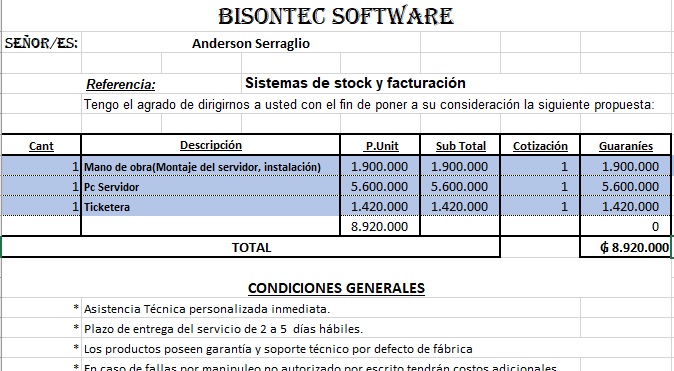 BISONTEC SOFTWARE
SEÑOR/ES: Anderson Serraglio
Referencia: Sistemas de stock y facturación
Tengo el agrado de dirigirnos a usted con el fin de poner a su consideración la siguiente propuesta:
Cant Descripción P.Unit Sub Total Cotización Guaraníes
1 Mano de obra(Montaje del servidor, instalación) 1.900.000 1.900.000 1 1.900.000
1 Pc Servidor 5.600.000 5.600.000 1 5.600.000
1 Ticketera 1.420.000 1.420.000 1 1.420.000
8.920.000 0
TOTAL ₲ 8.920.000
CONDICIONES GENERALES
* Asistencia Técnica personalizada inmediata.
* Plazo de entrega del servicio de 2 a 5 días hábiles.
* Los productos poseen garantía y soporte técnico por defecto de fábrica
* En caso de fallas por manipuleo no autorizado por escrito tendrán costos adicionales